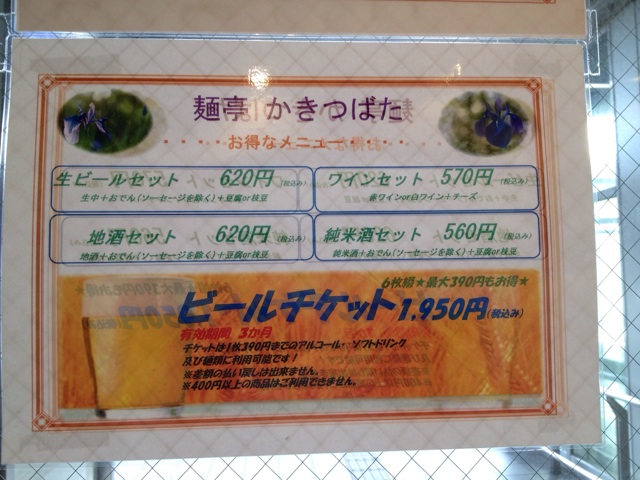 麺亭 かきつばた
・・・・・お得なメニュー・・・・・
生ビールセット 620円(税込み)
生中+おでん(ソーセージを除く)+豆腐or枝豆
ワインセット 570円(税込み)
赤ワインor白ワイン+チーズ
地酒セット 620円(税込み)
地酒+おでん(ソーセージを除く)+豆腐or枝豆
純米酒セット 560円(税込み)
純米酒+おでん(ソーセージを除く)+豆腐or枝豆
6枚綴★最大390円もお得★
ビールチケット1.950円(税込み)
有効期間 3か月
チケットは1枚390円までのアルコール・ソフトドリンク
及び麺類に利用可能です!
※差額の払い戻しは出来ません。
※400円以上の商品はご利用できません。